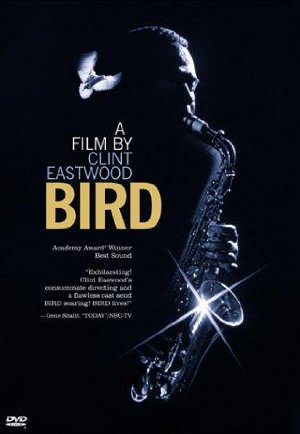 A
FILM BY
CLINT
EASTWOOD
BIRD
Academy Award® Winner
Best Sound
"Exhilarating!
Clint Eastwood's
consummate directing and
a flawless cast send
BIRD soaring! BIRD lives!"
—Gene Shalit, "TODAY"/NBC-TV
DVD